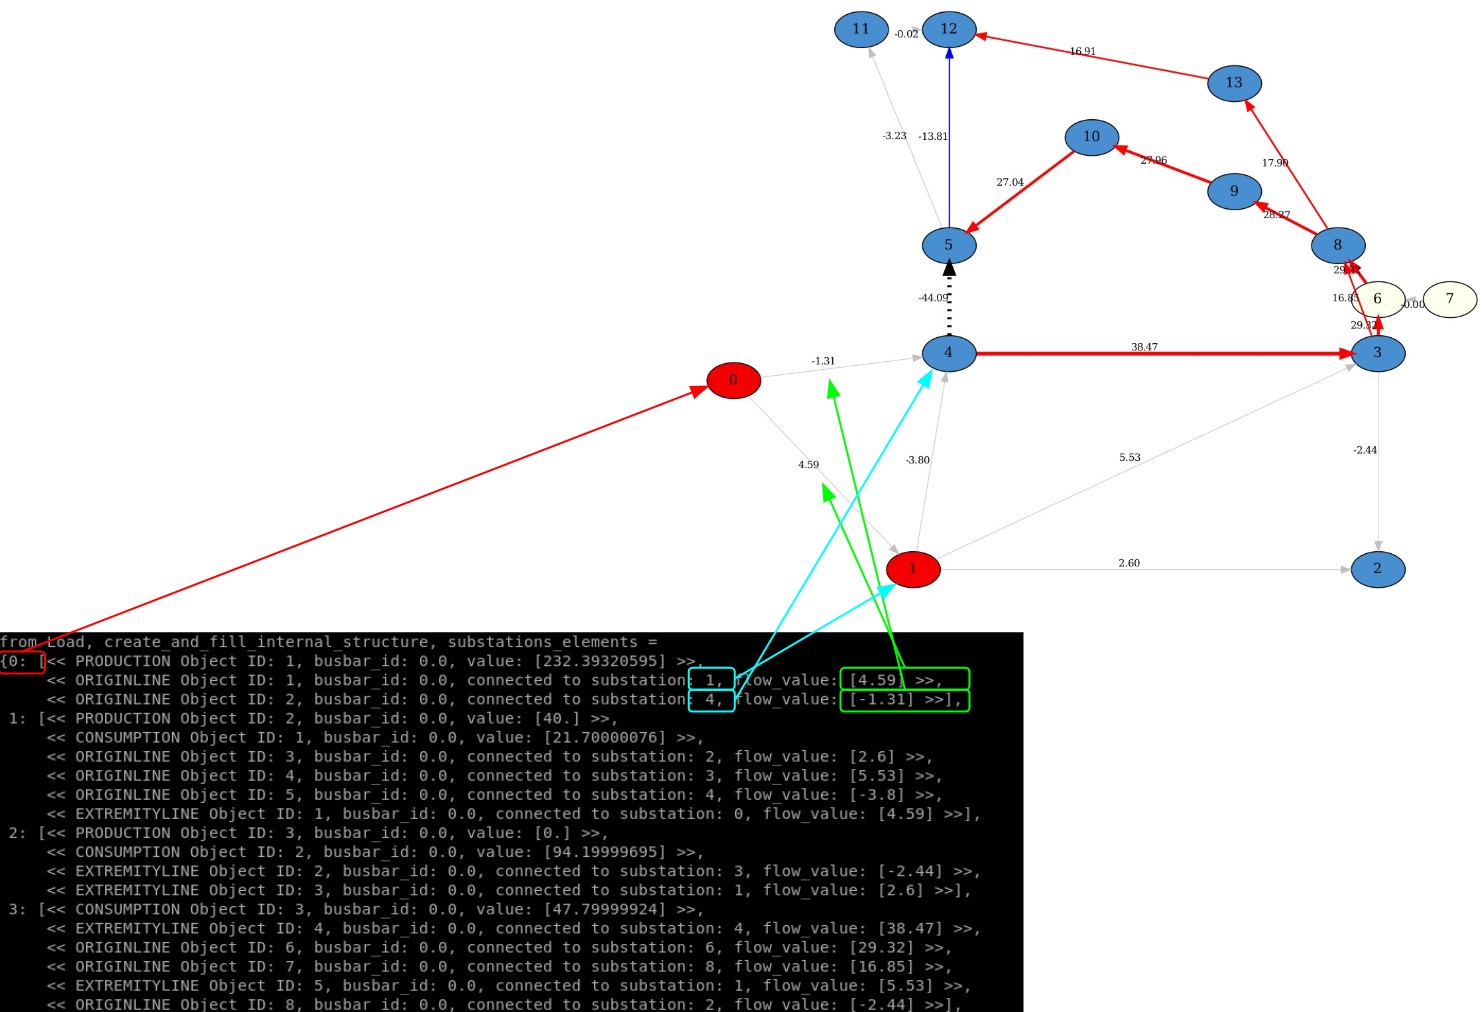 11
-0.02
12
16.91
13
-3.23
-13.81
10
27.96
17.90
27.04
9
28.27
5
8
-44.09
16.85
6
-0.00
7
29.32
4
38.47
3
-1.31
0
4.59
-3.80
5.53
-2.44
1
2.60
2
from Load, create_and_fill_internal_structure, substations_elements =
{0: [<< PRODUCTION Object ID: 1, busbar_id: 0.0, value: [232.39320595] >>,
<< ORIGINLINE Object ID: 1, busbar_id: 0.0, connected to substation: 1, flow_value: [4.59] >>,
<< ORIGINLINE Object ID: 2, busbar_id: 0.0, connected to substation: 4, flow_value: [-1.31] >>],
1: [<< PRODUCTION Object ID: 2, busbar_id: 0.0, value: [40.] >>,
<< CONSUMPTION Object ID: 1, busbar_id: 0.0, value: [21.70000076] >>,
<< ORIGINLINE Object ID: 3, busbar_id: 0.0, connected to substation: 2, flow_value: [2.6] >>,
<< ORIGINLINE Object ID: 4, busbar_id: 0.0, connected to substation: 3, flow_value: [5.53] >>,
<< ORIGINLINE Object ID: 5, busbar_id: 0.0, connected to substation: 4, flow_value: [-3.8] >>,
<< EXTREMITYLINE Object ID: 1, busbar_id: 0.0, connected to substation: 0, flow_value: [4.59] >>],
2: [<< PRODUCTION Object ID: 3, busbar_id: 0.0, value: [0.] >>,
<< CONSUMPTION Object ID: 2, busbar_id: 0.0, value: [94.19999695] >>,
<< EXTREMITYLINE Object ID: 2, busbar_id: 0.0, connected to substation: 3, flow_value: [-2.44] >>,
<< EXTREMITYLINE Object ID: 3, busbar_id: 0.0, connected to substation: 1, flow_value: [2.6] >>],
3: [<< CONSUMPTION Object ID: 3, busbar_id: 0.0, value: [47.79999924] >>,
<< EXTREMITYLINE Object ID: 4, busbar_id: 0.0, connected to substation: 4, flow_value: [38.47] >>,
<< ORIGINLINE Object ID: 6, busbar_id: 0.0, connected to substation: 6, flow_value: [29.32] >>,
<< ORIGINLINE Object ID: 7, busbar_id: 0.0, connected to substation: 8, flow_value: [16.85] >>,
<< EXTREMITYLINE Object ID: 5, busbar_id: 0.0, connected to substation: 1, flow_value: [5.53] >>,
<< ORIGINLINE Object ID: 8, busbar_id: 0.0, connected to substation: 2, flow_value: [-2.44] >>],